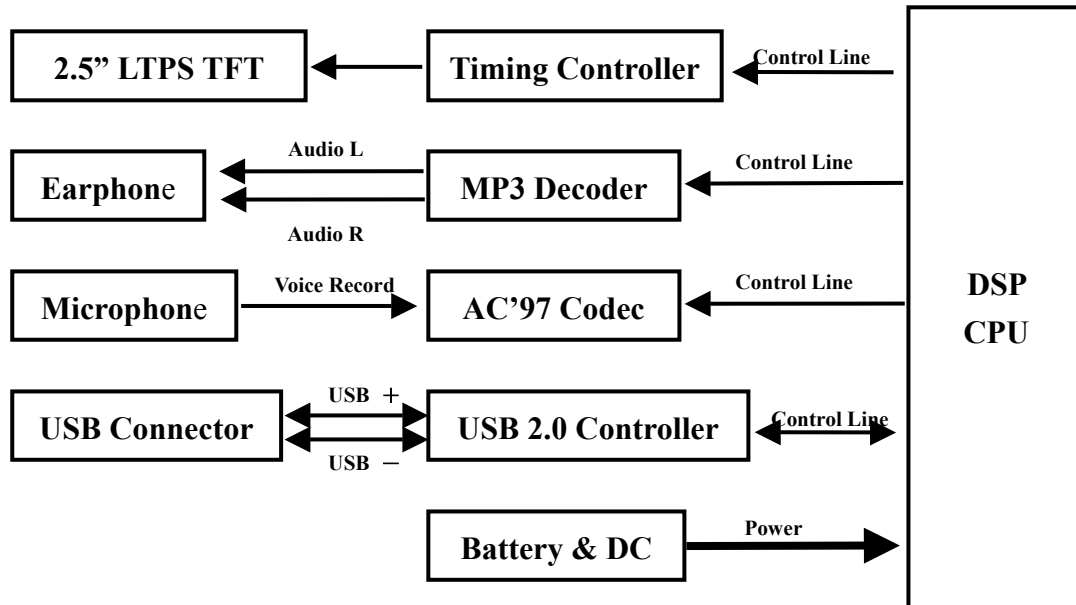 2.5” LTPS TFT
Timing Controller
Control Line
Audio L
Earphone
MP3 Decoder
Control Line
Audio R
Microphone
Voice Record
AC’97 Codec
Control Line
DSP
CPU
USB +
USB Connector
USB 2.0 Controller
Control Line
USB −
Battery & DC
Power